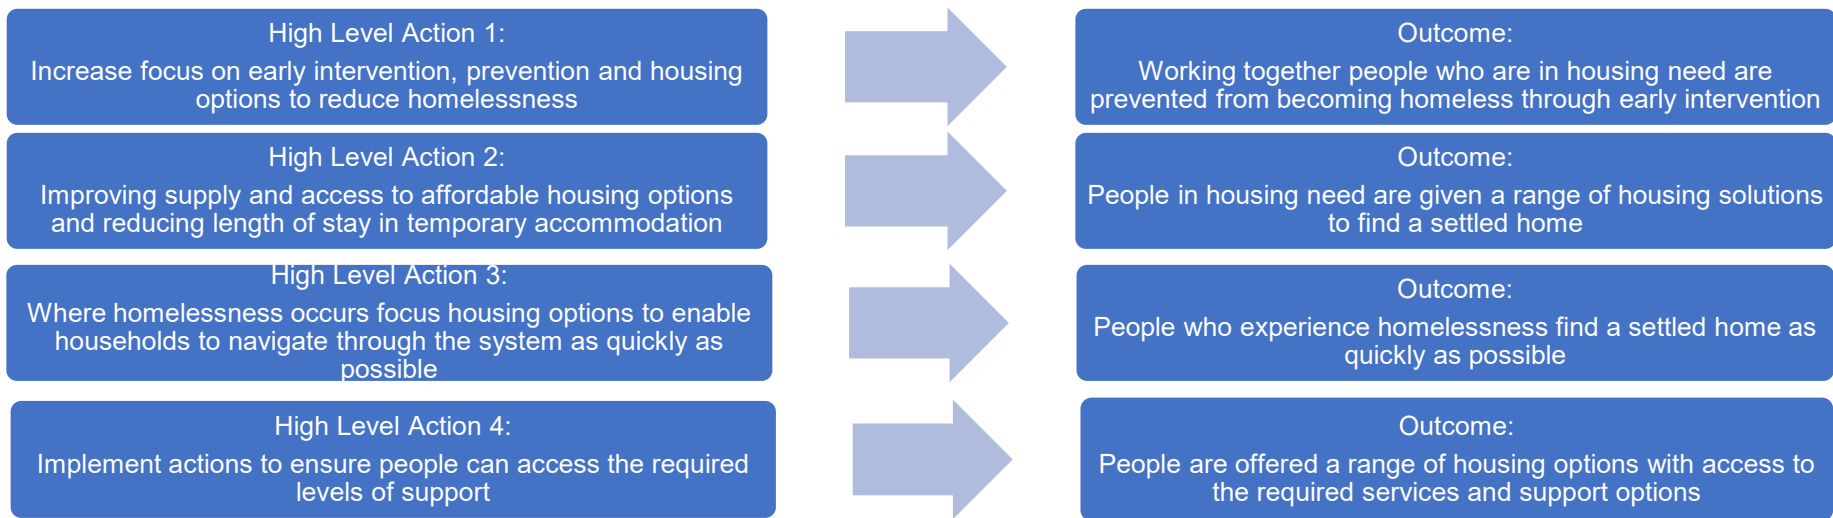 High Level Action 1:
Increase focus on early intervention, prevention and housing
options to reduce homelessness
Outcome:
Working together people who are in housing need are
prevented from becoming homeless through early intervention
High Level Action 2:
Improving supply and access to affordable housing options
and reducing length of stay in temporary accommodation
Outcome:
People in housing need are given a range of housing solutions
to find a settled home
High Level Action 3:
Where homelessness occurs focus housing options to enable
households to navigate through the system as quickly as
possible
Outcome:
People who experience homelessness find a settled home as
quickly as possible
High Level Action 4:
Implement actions to ensure people can access the required
levels of support
Outcome:
People are offered a range of housing options with access to
the required services and support options